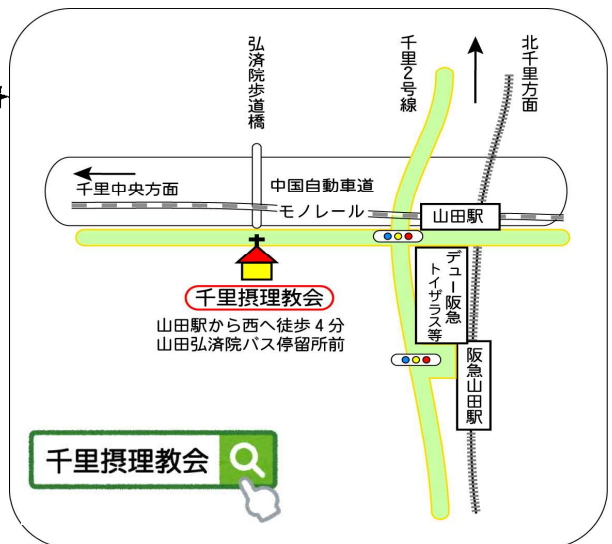 弘済院歩道橋
千里2号線
北千里方面
千里中央方面
中国自動車道
モノレール
山田駅
デュー阪急
トイザラス等
千里摂理教会
山田駅から西へ徒歩4分
山田弘済院バス停留所前
阪急山田駅
千里摂理教会